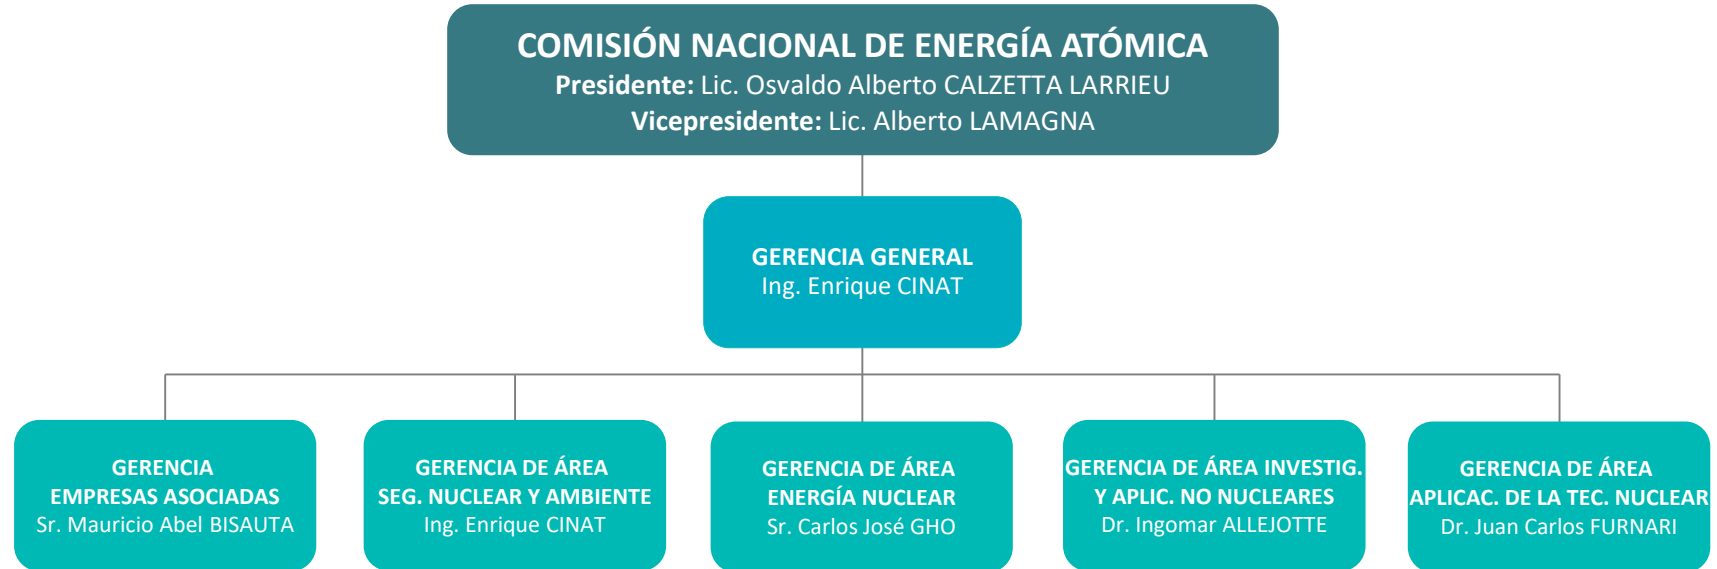 COMISIÓN NACIONAL DE ENERGÍA ATÓMICA
Presidente: Lic. Osvaldo Alberto CALZETTA LARRIEU
Vicepresidente: Lic. Alberto LAMAGNA
GERENCIA GENERAL
Ing. Enrique CINAT
GERENCIA
EMPRESAS ASOCIADAS
Sr. Mauricio Abel BISAUTA
GERENCIA DE ÁREA
SEG. NUCLEAR Y AMBIENTE
Ing. Enrique CINAT
GERENCIA DE ÁREA
ENERGÍA NUCLEAR
Sr. Carlos José GHO
GERENCIA DE ÁREA INVESTIG.
Y APLIC. NO NUCLEARES
Dr. Ingomar ALLEJOTTE
GERENCIA DE ÁREA
APLICAC. DE LA TEC. NUCLEAR
Dr. Juan Carlos FURNARI